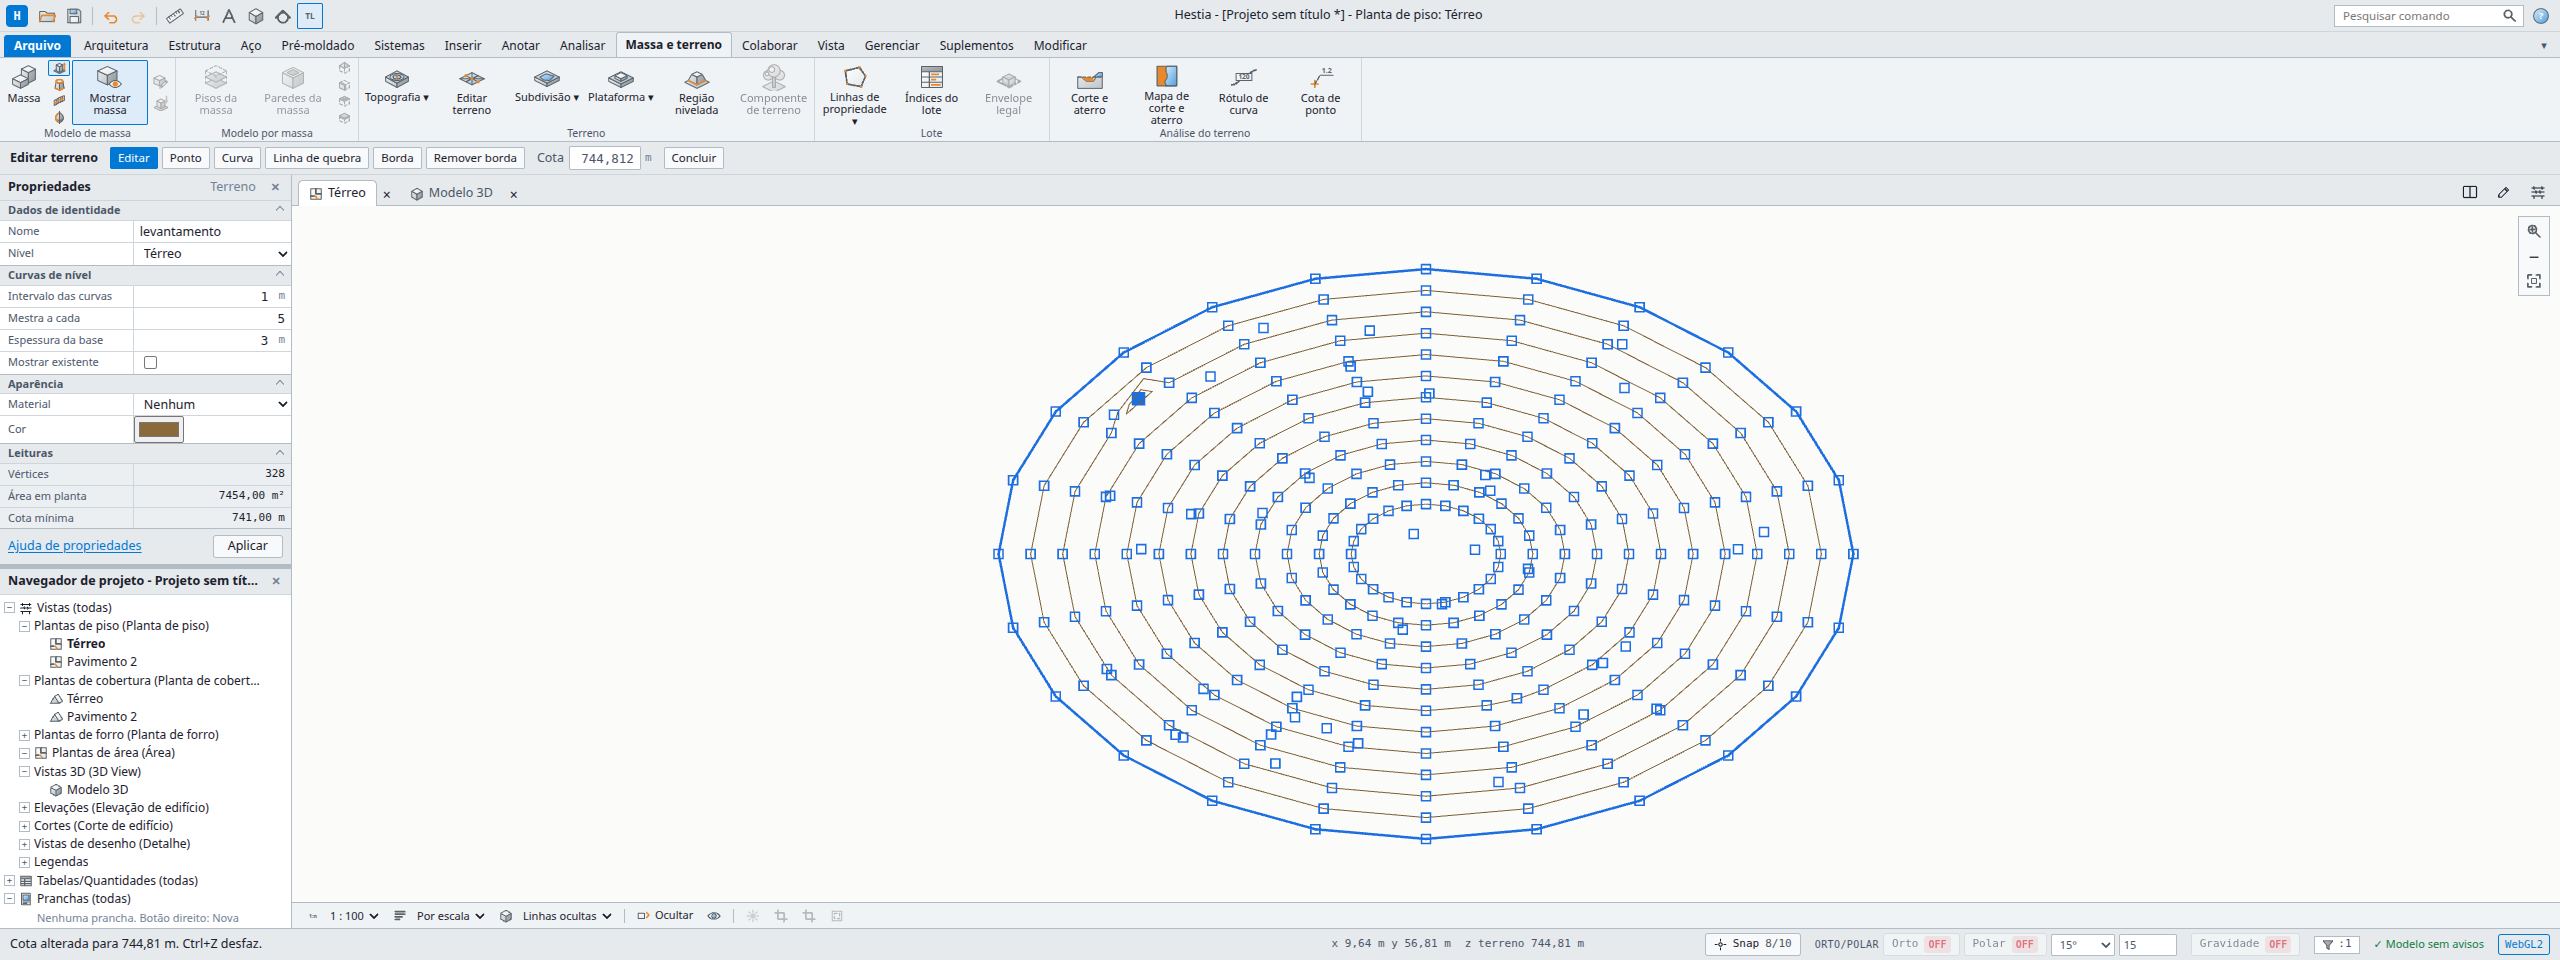 H
TL
Hestia - [Projeto sem título *] - Planta de piso: Térreo
Pesquisar comando
?
Arquivo Arquitetura Estrutura Aço Pré-moldado Sistemas Inserir Anotar Analisar Massa e terreno Colaborar Vista Gerenciar Suplementos Modificar
Massa
Mostrar massa
Modelo de massa
Pisos da massa
Paredes da massa
Modelo por massa
Topografia ▾
Editar terreno
Subdivisão ▾
Plataforma ▾
Região nivelada
Componente de terreno
Terreno
Linhas de propriedade ▾
Índices do lote
Envelope legal
Lote
Corte e aterro
Mapa de corte e aterro
Rótulo de curva
Cota de ponto
Análise do terreno
Editar terreno Editar Ponto Curva Linha de quebra Borda Remover borda Cota 744,812 m Concluir
Propriedades Terreno ×
Dados de identidade
Nome levantamento
Nível Térreo
Curvas de nível
Intervalo das curvas 1 m
Mestra a cada 5
Espessura da base 3 m
Mostrar existente
Aparência
Material Nenhum
Cor
Leituras
Vértices 328
Área em planta 7454,00 m²
Cota mínima 741,00 m
Ajuda de propriedades Aplicar
Navegador de projeto - Projeto sem tít... ×
Vistas (todas)
Plantas de piso (Planta de piso)
Térreo
Pavimento 2
Plantas de cobertura (Planta de cobert...
Térreo
Pavimento 2
Plantas de forro (Planta de forro)
Plantas de área (Área)
Vistas 3D (3D View)
Modelo 3D
Elevações (Elevação de edifício)
Cortes (Corte de edifício)
Vistas de desenho (Detalhe)
Legendas
Tabelas/Quantidades (todas)
Pranchas (todas)
Nenhuma prancha. Botão direito: Nova
Térreo × Modelo 3D ×
1 : 100 Por escala Linhas ocultas Ocultar
Cota alterada para 744,81 m. Ctrl+Z desfaz.
x 9,64 m y 56,81 m z terreno 744,81 m
Snap 8/10 ORTO/POLAR Orto OFF Polar OFF 15° 15 Gravidade OFF :1 ✓ Modelo sem avisos WebGL2